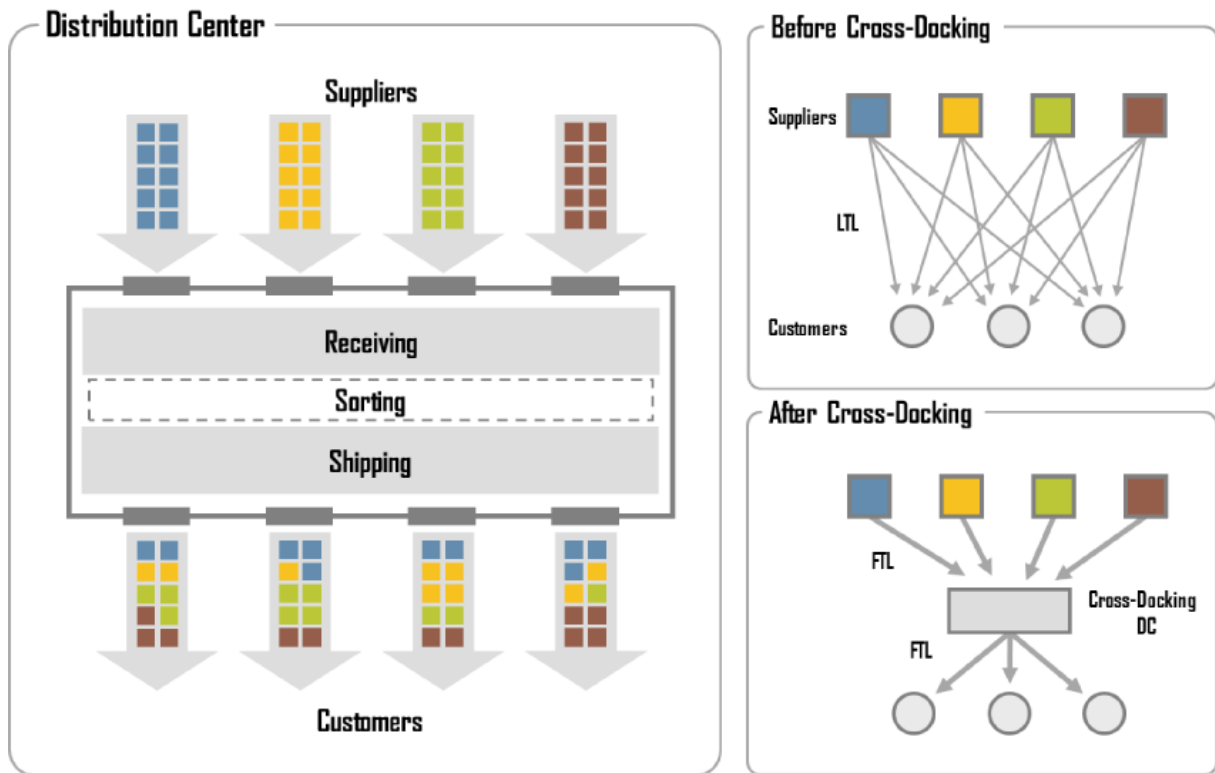 Distribution Center
Suppliers
Receiving
Sorting
Shipping
Customers
Before Cross-Docking
Suppliers
LTL
Customers
After Cross-Docking
FTL
Cross-Docking
DC
FTL